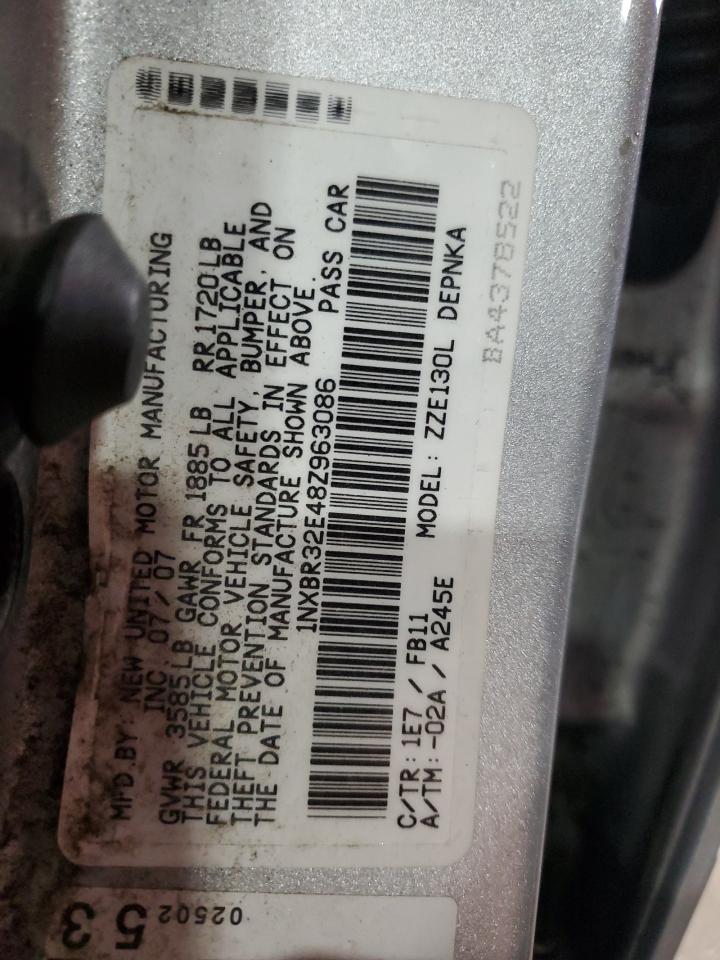 MFD.BY: NEW UNITED MOTOR MANUFACTURING
INC. 07/07
GVWR 3585LB GAWR FR 1885LB RR 1720LB
THIS VEHICLE CONFORMS TO ALL APPLICABLE
FEDERAL MOTOR VEHICLE SAFETY, BUMPER, AND
THEFT PREVENTION STANDARDS IN EFFECT ON
THE DATE OF MANUFACTURE SHOWN ABOVE.
1NXBR32E48Z963086 PASS CAR
C/TR: 1E7 / FB11 MODEL: ZZE130L DEPNKA
A/TM: -02A / A245E
BA4378522
02502
53